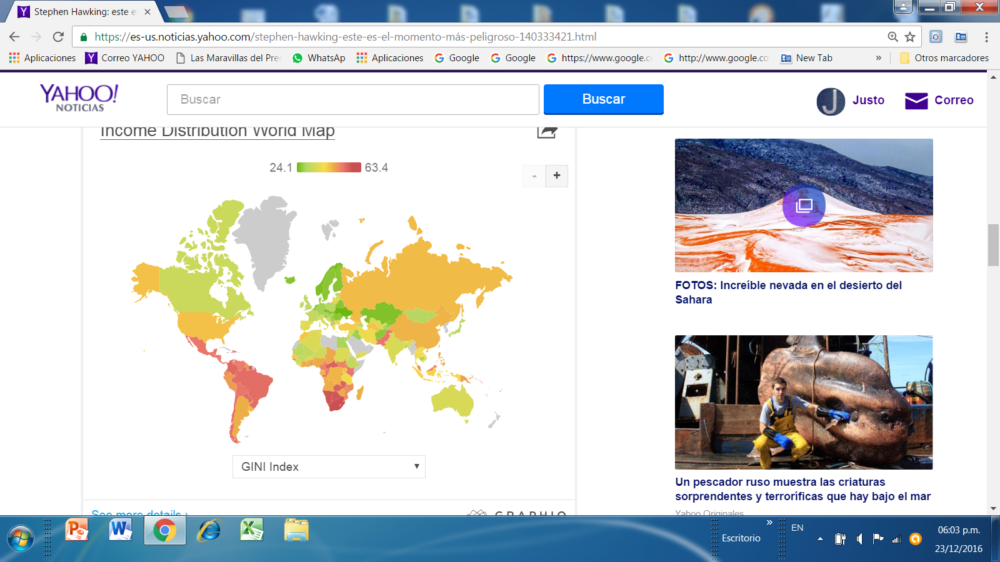 Stephen Hawking: este es
https://es-us.noticias.yahoo.com/stephen-hawking-este-es-el-momento-más-peligroso-140333421.html
Aplicaciones Correo YAHOO Las Maravillas del Pre WhatsAp Aplicaciones Google Google https://www.google.c http://www.google.co New Tab » Otros marcadores
YAHOO!
NOTICIAS
Buscar
Buscar
J Justo
Correo
Income Distribution World Map
24.1 63.4
- +
GINI Index
See more details ›
GRAPHIQ
FOTOS: Increíble nevada en el desierto del
Sahara
Un pescador ruso muestra las criaturas
sorprendentes y terroríficas que hay bajo el mar
Yahoo Originales
Escritorio
»
EN
06:03 p.m.
23/12/2016